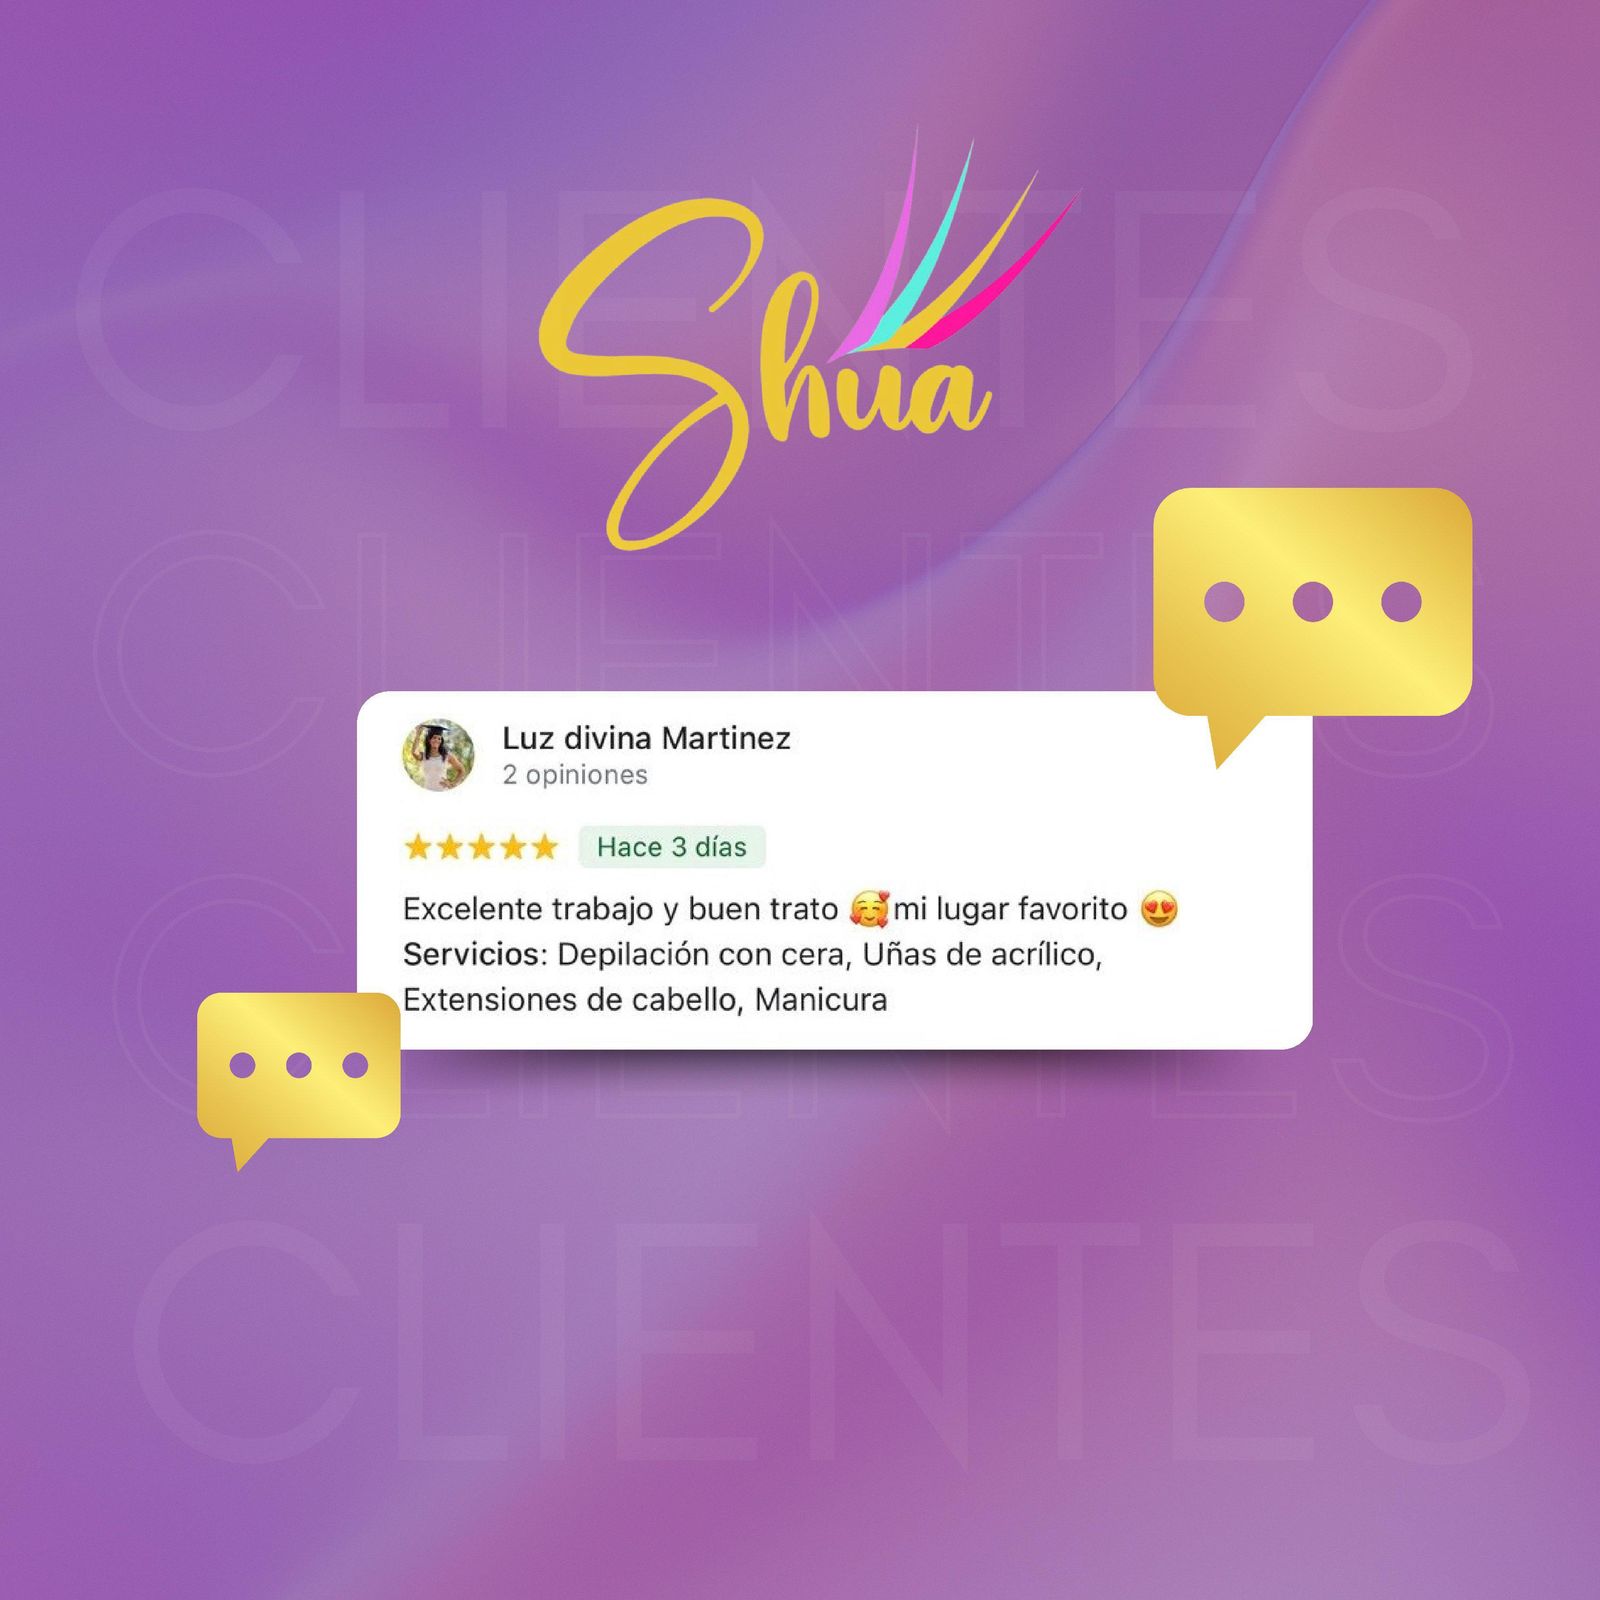 CLIENTES
Shua
CLIENTES
Luz divina Martinez
2 opiniones
Hace 3 días
Excelente trabajo y buen trato 🥰 mi lugar favorito 😍
Servicios: Depilación con cera, Uñas de acrílico,
Extensiones de cabello, Manicura
CLIENTES
CLIENTES